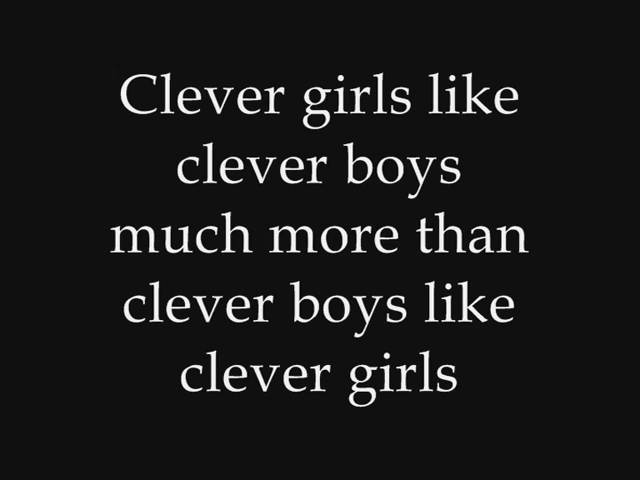 Clever girls like
clever boys
much more than
clever boys like
clever girls